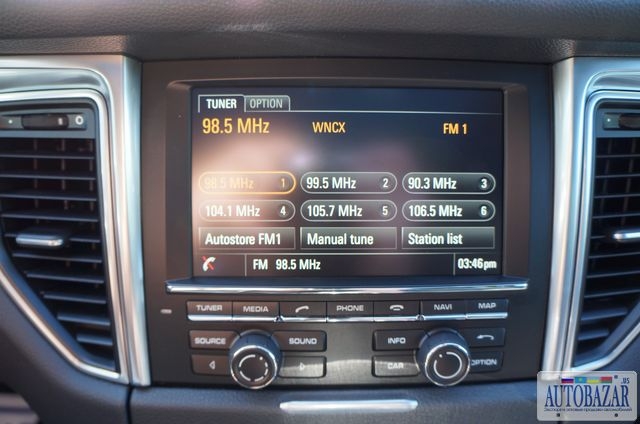 TUNER OPTION
98.5 MHz WNCX FM 1
98.5 MHz 1 99.5 MHz 2 90.3 MHz 3
104.1 MHz 4 105.7 MHz 5 106.5 MHz 6
Autostore FM1 Manual tune Station list
FM 98.5 MHz 03:46pm
TUNER MEDIA PHONE NAVI MAP
SOURCE SOUND INFO
CAR OPTION
AUTOBAZAR.US